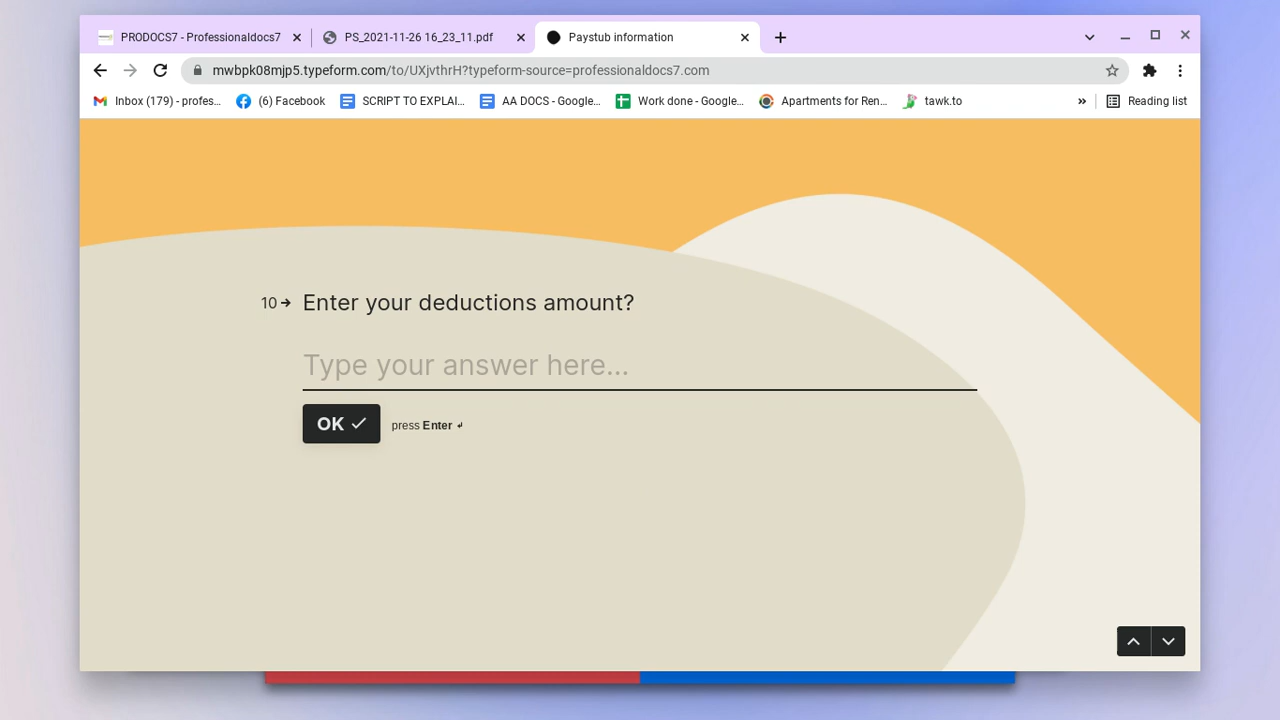 PRODOCS7 - Professionaldocs7
PS_2021-11-26 16_23_11.pdf
Paystub information
mwbpk08mjp5.typeform.com/to/UXjvthrH?typeform-source=professionaldocs7.com
Inbox (179) - profes...
(6) Facebook
SCRIPT TO EXPLAI...
AA DOCS - Google...
Work done - Google...
Apartments for Ren...
tawk.to
»
Reading list
10 Enter your deductions amount?
Type your answer here...
OK press Enter